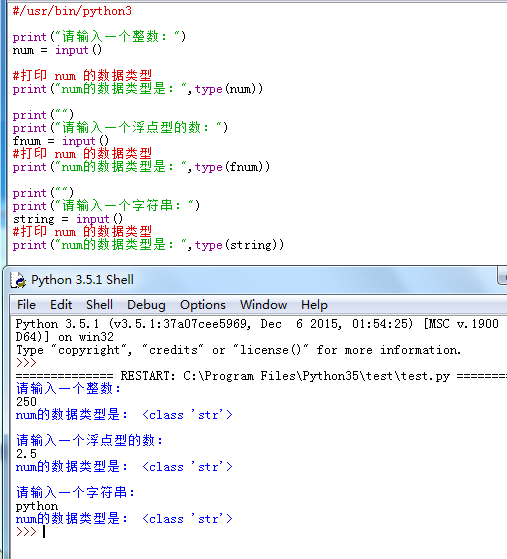 #/usr/bin/python3
print("请输入一个整数：")
num = input()
#打印 num 的数据类型
print("num的数据类型是：",type(num))
print("")
print("请输入一个浮点型的数：")
fnum = input()
#打印 num 的数据类型
print("num的数据类型是：",type(fnum))
print("")
print("请输入一个字符串：")
string = input()
#打印 num 的数据类型
print("num的数据类型是：",type(string))
Python 3.5.1 Shell
File Edit Shell Debug Options Window Help
Python 3.5.1 (v3.5.1:37a07cee5969, Dec  6 2015, 01:54:25) [MSC v.1900
D64)] on win32
Type "copyright", "credits" or "license()" for more information.
>>>
============== RESTART: C:\Program Files\Python35\test\test.py ========
请输入一个整数：
250
num的数据类型是： <class 'str'>
请输入一个浮点型的数：
2.5
num的数据类型是： <class 'str'>
请输入一个字符串：
python
num的数据类型是： <class 'str'>
>>>